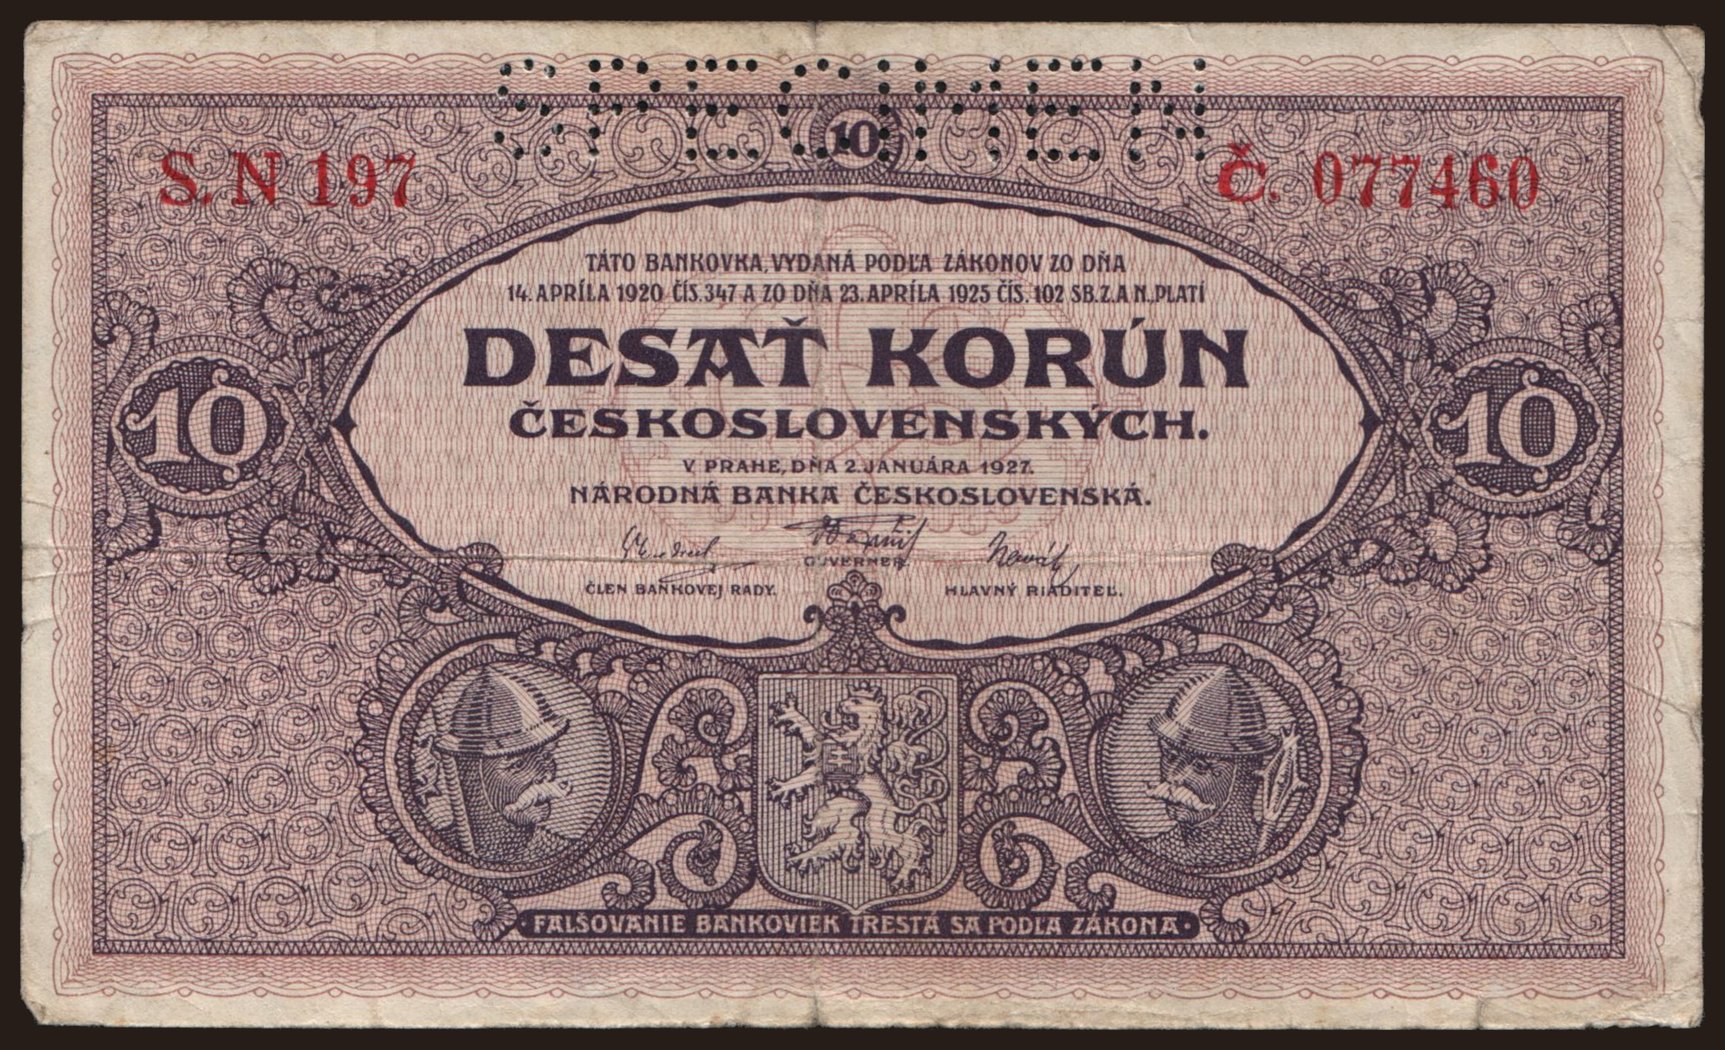 SPECIMEN
10
S. N 197
Č. 077460
TÁTO BANKOVKA, VYDANÁ PODĽA ZÁKONOV ZO DŇA
14. APRÍLA 1920 ČÍS. 347 A ZO DŇA 23. APRÍLA 1925 ČÍS. 102 SB. Z. A N. PLATÍ
DESAŤ KORÚN
ČESKOSLOVENSKÝCH.
10
10
V PRAHE, DŇA 2. JANUÁRA 1927.
NÁRODNÁ BANKA ČESKOSLOVENSKÁ.
Novák
GUVERNER.
ČLEN BANKOVEJ RADY.
HLAVNÝ RIADITEĽ.
· FALŠOVANIE BANKOVIEK TRESTÁ SA PODLA ZÁKONA ·